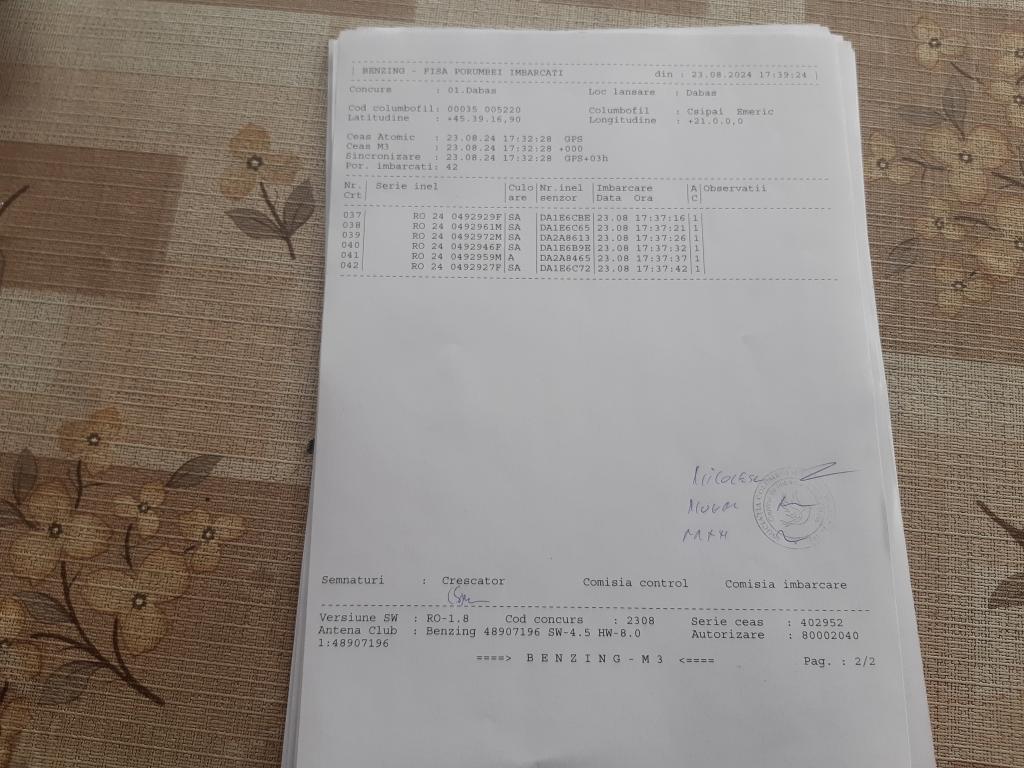 BENZING - FISA PORUMBEI IMBARCATI din : 23.08.2024 17:39:24
Concurs : 01.Dabas Loc lansare : Dabas
Cod columbofil: 00035 005220 Columbofil : Csipai Emeric
Latitudine : +45.39.16,90 Longitudine : +21.0.0,0
Ceas Atomic : 23.08.24 17:32:28 GPS
Ceas M3 : 23.08.24 17:32:28 +000
Sincronizare : 23.08.24 17:32:28 GPS+03h
Por. imbarcati: 42
Nr.| Serie inel |Culo|Nr.inel |Imbarcare |A|Observatii
Crt| |are |senzor |Data Ora |C|
037| RO 24 0492929F|SA |DA1E6CBE|23.08 17:37:16|1|
038| RO 24 0492961M|SA |DA1E6C65|23.08 17:37:21|1|
039| RO 24 0492972M|SA |DA2A8613|23.08 17:37:26|1|
040| RO 24 0492946F|SA |DA1E6B9E|23.08 17:37:32|1|
041| RO 24 0492959M|A |DA2A8465|23.08 17:37:37|1|
042| RO 24 0492927F|SA |DA1E6C72|23.08 17:37:42|1|
Semnaturi : Crescator Comisia control Comisia imbarcare
Versiune SW : RO-1.8 Cod concurs : 2308 Serie ceas : 402952
Antena Club : Benzing 48907196 SW-4.5 HW-8.0 Autorizare : 80002040
1:48907196
====> B E N Z I N G - M 3 <==== Pag. : 2/2